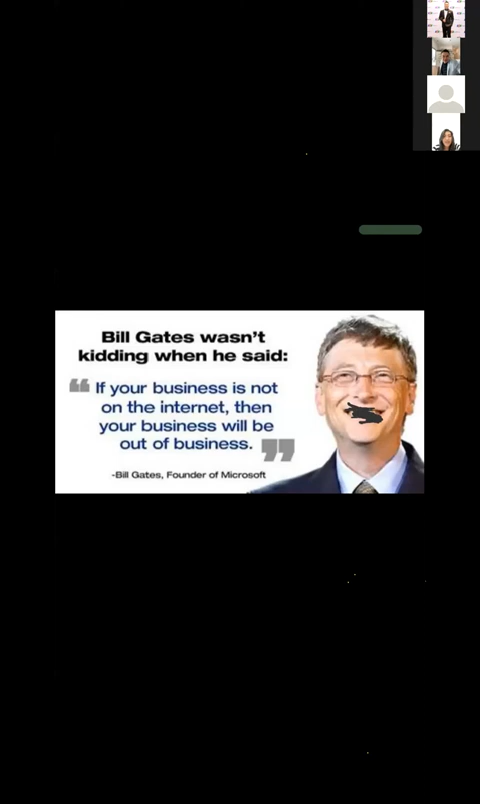 Bill Gates wasn't
kidding when he said:
"If your business is not
on the internet, then
your business will be
out of business."
-Bill Gates, Founder of Microsoft